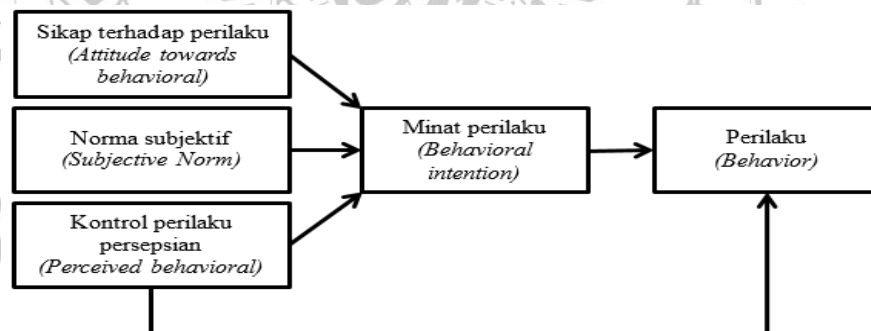 Sikap terhadap perilaku
(Attitude towards
behavioral)
Norma subjektif
(Subjective Norm)
Kontrol perilaku
persepsian
(Perceived behavioral)
Minat perilaku
(Behavioral
intention)
Perilaku
(Behavior)